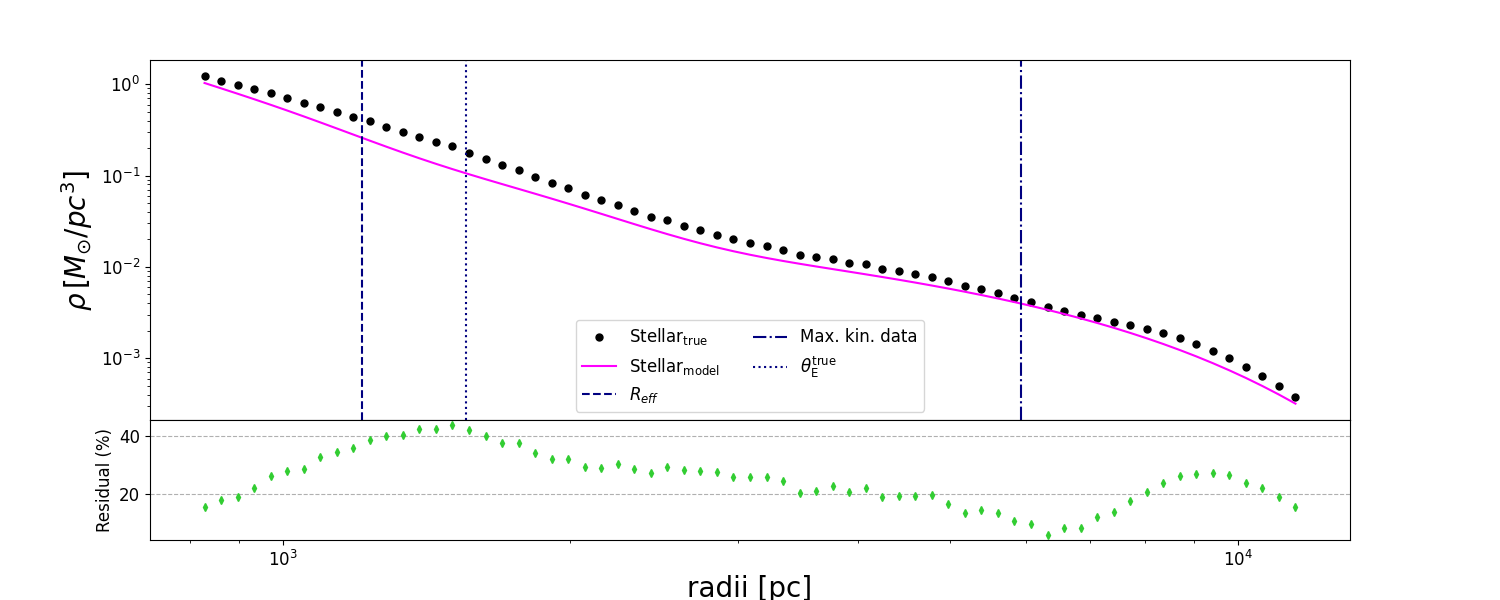 10⁰
10⁻¹
10⁻²
10⁻³
ρ [M⊙/pc³]
Stellar_true
Stellar_model
R_eff
Max. kin. data
θ_E^true
40
20
Residual (%)
10³ 10⁴
radii [pc]